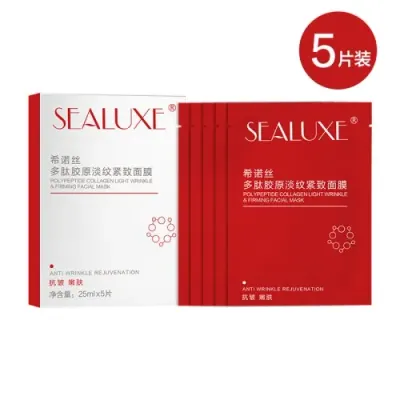 5片装
SEALUXE®
希诺丝
多肽胶原淡纹紧致面膜
POLYPEPTIDE COLLAGEN LIGHT WRINKLE
& FIRMING FACIAL MASK
ANTI WRINKLE REJUVENATION
抗皱 嫩肤
净含量：25ml×5片
SEALUXE®
希诺丝
多肽胶原淡纹紧致面膜
POLYPEPTIDE COLLAGEN LIGHT WRINKLE
& FIRMING FACIAL MASK
ANTI WRINKLE REJUVENATION
抗皱 嫩肤